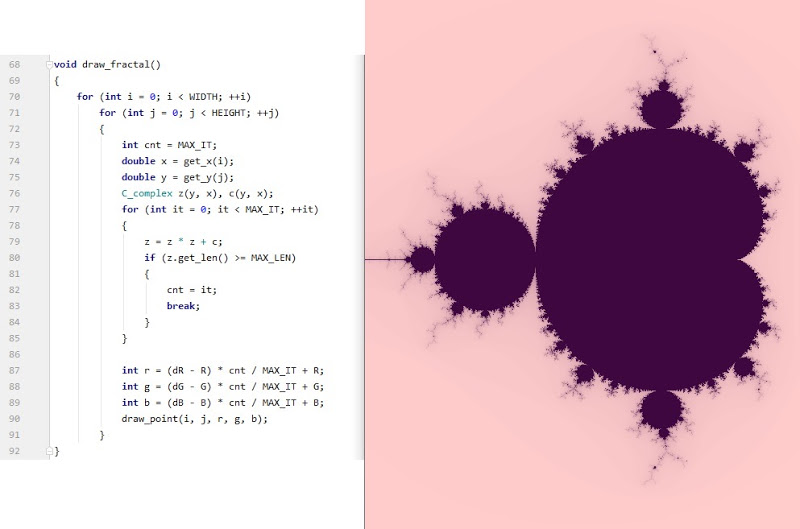 68 void draw_fractal()
69 {
70 for (int i = 0; i < WIDTH; ++i)
71 for (int j = 0; j < HEIGHT; ++j)
72 {
73 int cnt = MAX_IT;
74 double x = get_x(i);
75 double y = get_y(j);
76 C_complex z(y, x), c(y, x);
77 for (int it = 0; it < MAX_IT; ++it)
78 {
79 z = z * z + c;
80 if (z.get_len() >= MAX_LEN)
81 {
82 cnt = it;
83 break;
84 }
85 }
86
87 int r = (dR - R) * cnt / MAX_IT + R;
88 int g = (dG - G) * cnt / MAX_IT + G;
89 int b = (dB - B) * cnt / MAX_IT + B;
90 draw_point(i, j, r, g, b);
91 }
92 }